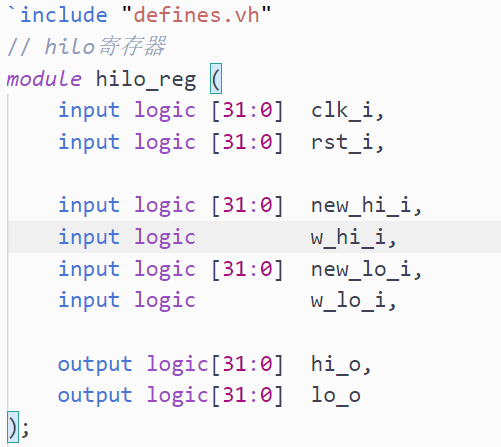 `include "defines.vh"
// hilo寄存器
module hilo_reg (
    input logic [31:0]  clk_i,
    input logic [31:0]  rst_i,
    input logic [31:0]  new_hi_i,
    input logic         w_hi_i,
    input logic [31:0]  new_lo_i,
    input logic         w_lo_i,
    output logic[31:0]  hi_o,
    output logic[31:0]  lo_o
);